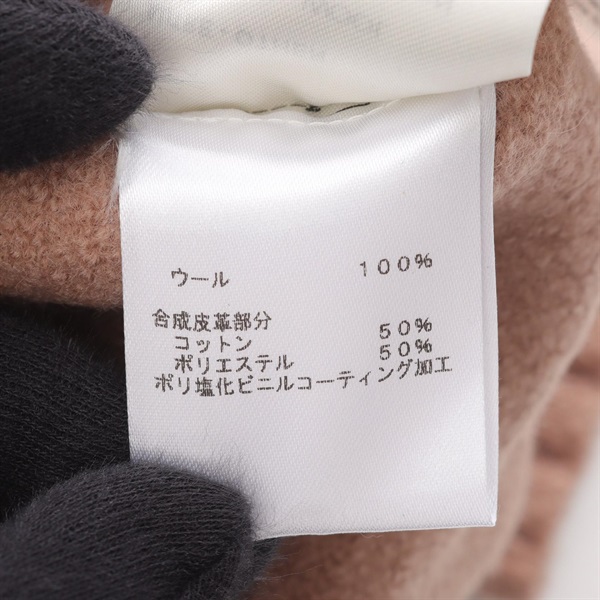 ウール 100%
合成皮革部分
コットン 50%
ポリエステル 50%
ポリ塩化ビニルコーティング加工